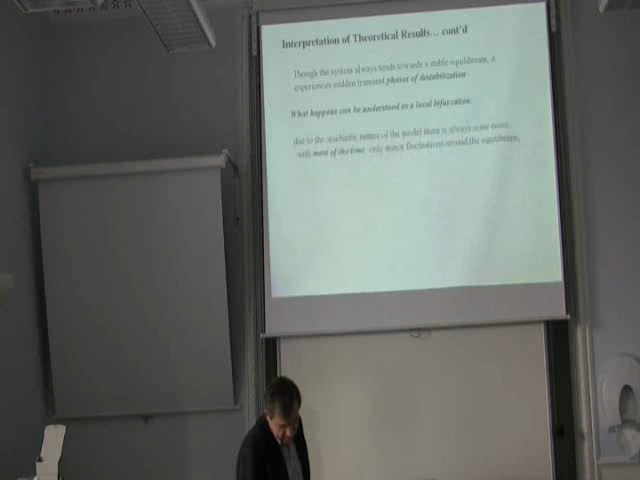 Interpretation of Theoretical Results... cont'd
Though the system always tends towards a stable equilibrium, it
experiences sudden transient phases of destabilization
What happens can be understood as a local bifurcation.
due to the stochastic nature of the model there is always some noise
with most of the time only minor fluctuations around the equilibrium,